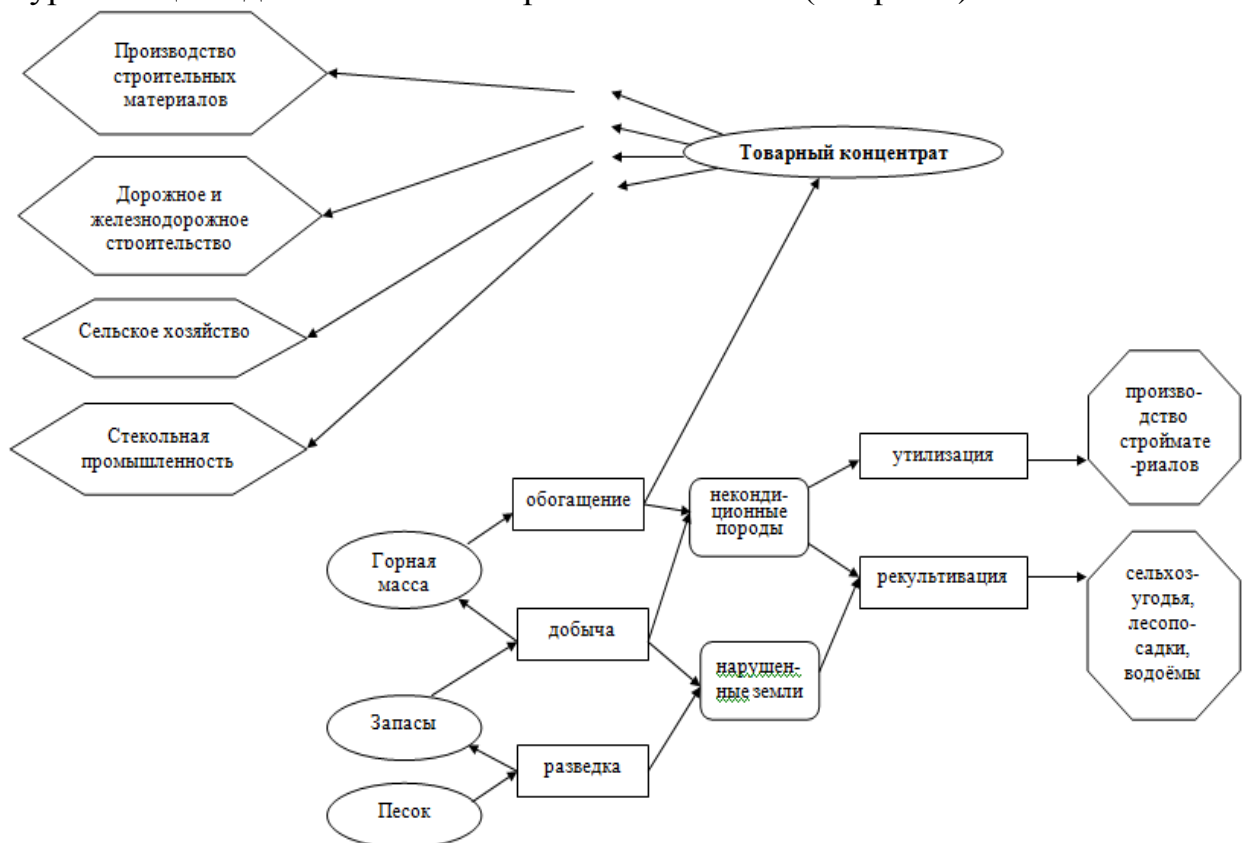 Производство
строительных
материалов
Товарный концентрат
Дорожное и
железнодорожное
строительство
Сельское хозяйство
Стекольная
промышленность
произво-
дство
строймате
-риалов
утилизация
обогащение
неконди-
ционные
породы
Горная
масса
рекультивация
сельхоз-
угодья,
лесопо-
садки,
водоёмы
добыча
нарушен-
ные земли
Запасы
разведка
Песок